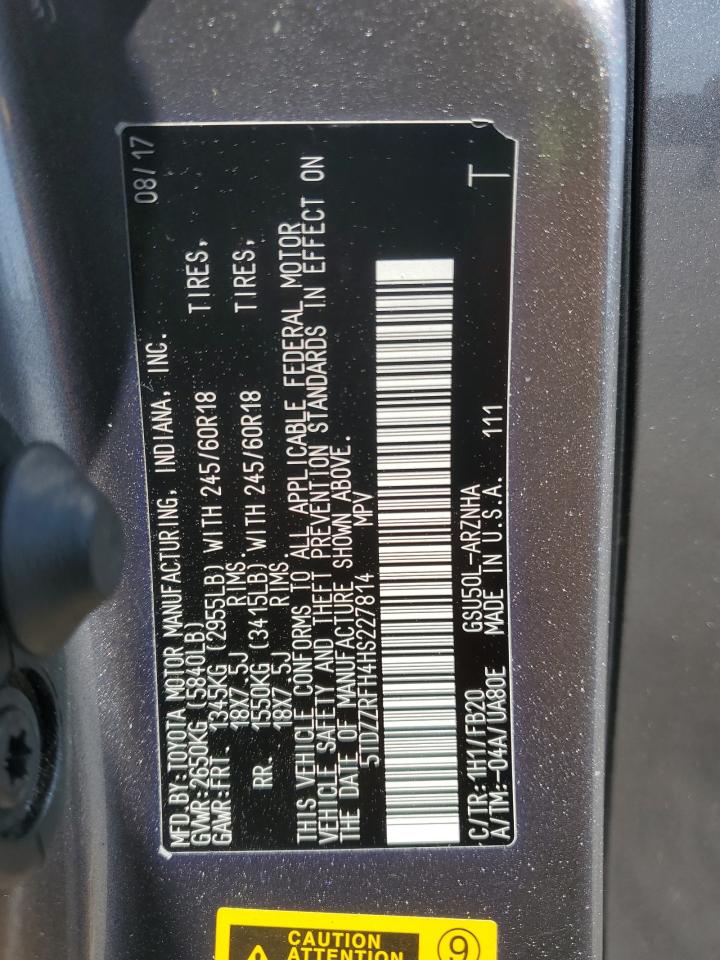 08/17
MFD.BY:TOYOTA MOTOR MANUFACTURING, INDIANA, INC.
GVWR:2650KG (5840LB)
GAWR:FRT. 1345KG (2955LB) WITH 245/60R18 TIRES,
18X7.5J RIMS
RR. 1550KG (3415LB) WITH 245/60R18 TIRES,
18X7.5J RIMS
THIS VEHICLE CONFORMS TO ALL APPLICABLE FEDERAL MOTOR
VEHICLE SAFETY AND THEFT PREVENTION STANDARDS IN EFFECT ON
THE DATE OF MANUFACTURE SHOWN ABOVE.
5TDZZRFH4HS227814 MPV
C/TR:1H1/FB20 GSU50L-ARZNHA
A/TM:-04A/UA80E MADE IN U.S.A. 111 T
CAUTION
ATTENTION
9